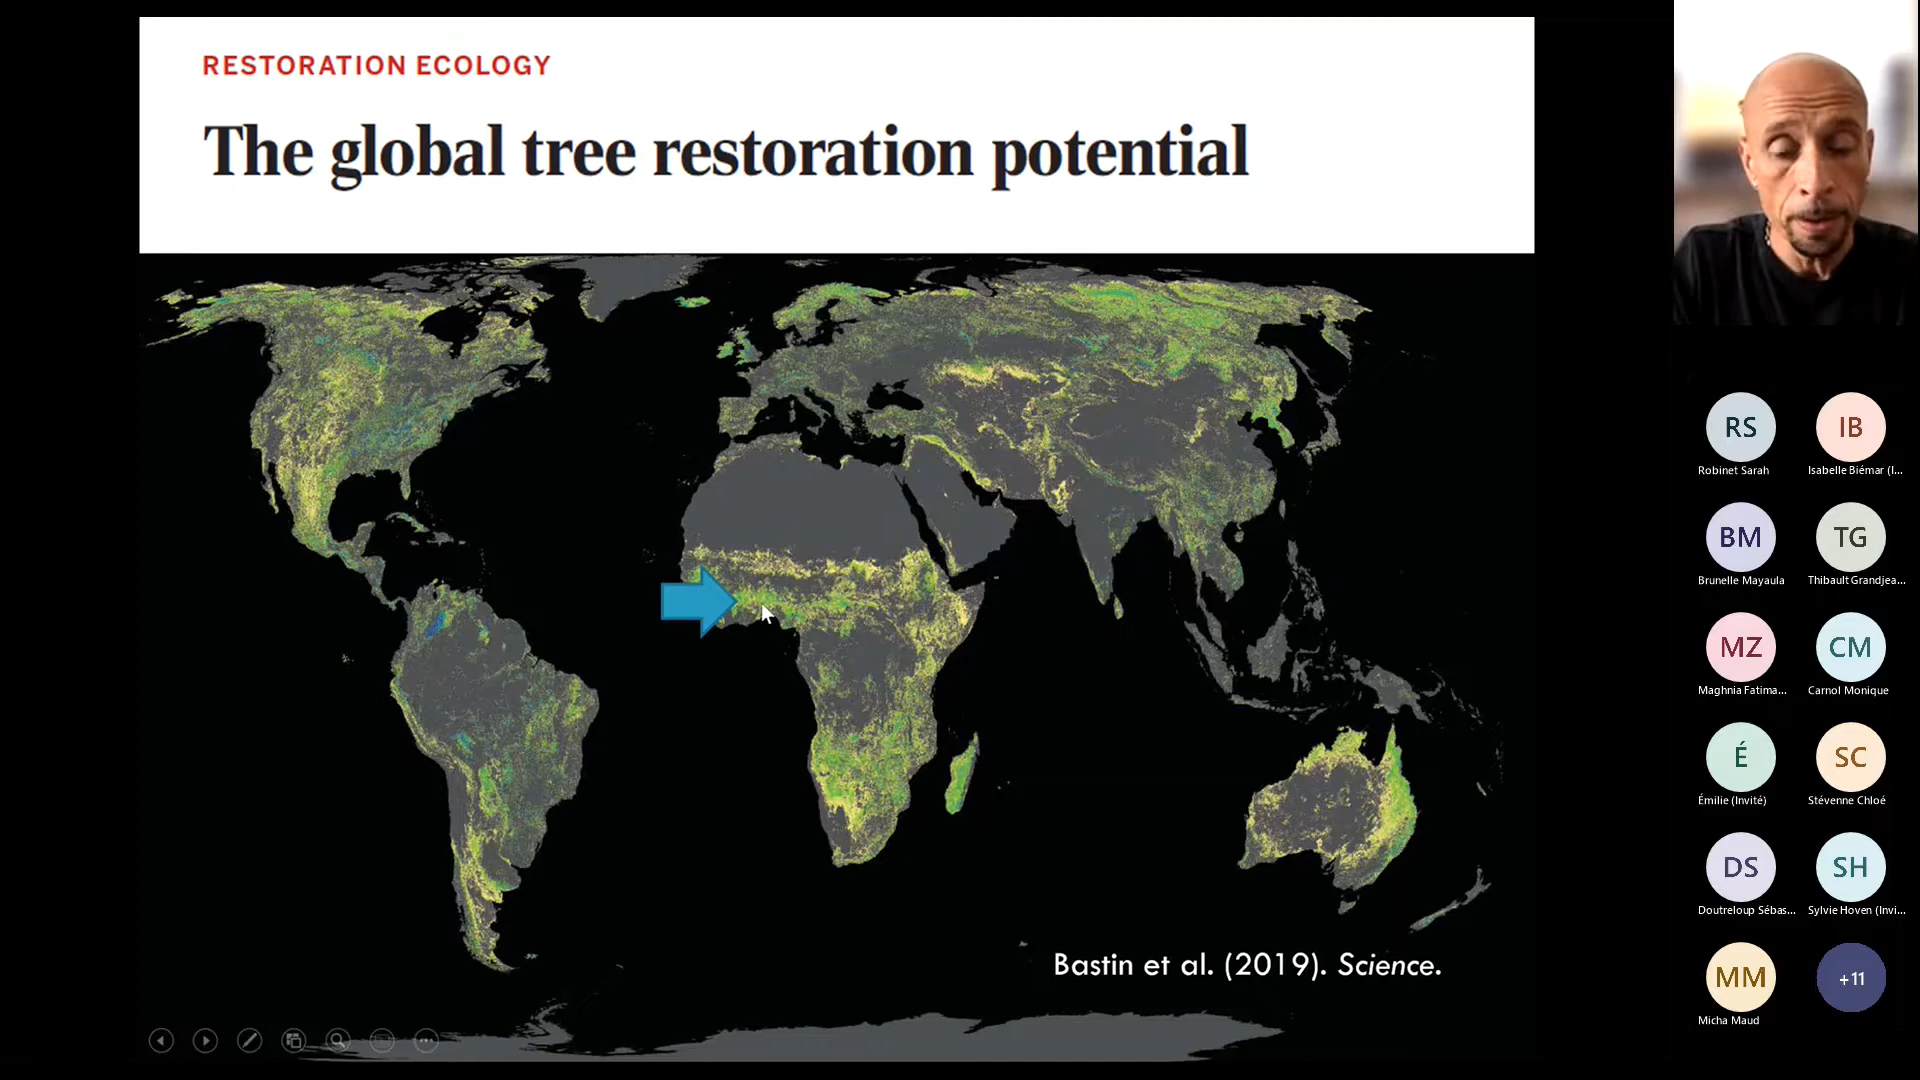 RESTORATION ECOLOGY
The global tree restoration potential
Bastin et al. (2019). Science.
RS
IB
Robinet Sarah
Isabelle Biémar (I...
BM
TG
Brunelle Mayaula
Thibault Grandjea...
MZ
CM
Maghnia Fatima...
Carnol Monique
É
SC
Émilie (Invité)
Stévenne Chloé
DS
SH
Doutreloup Sébas...
Sylvie Hoven (Invi...
MM
+11
Micha Maud